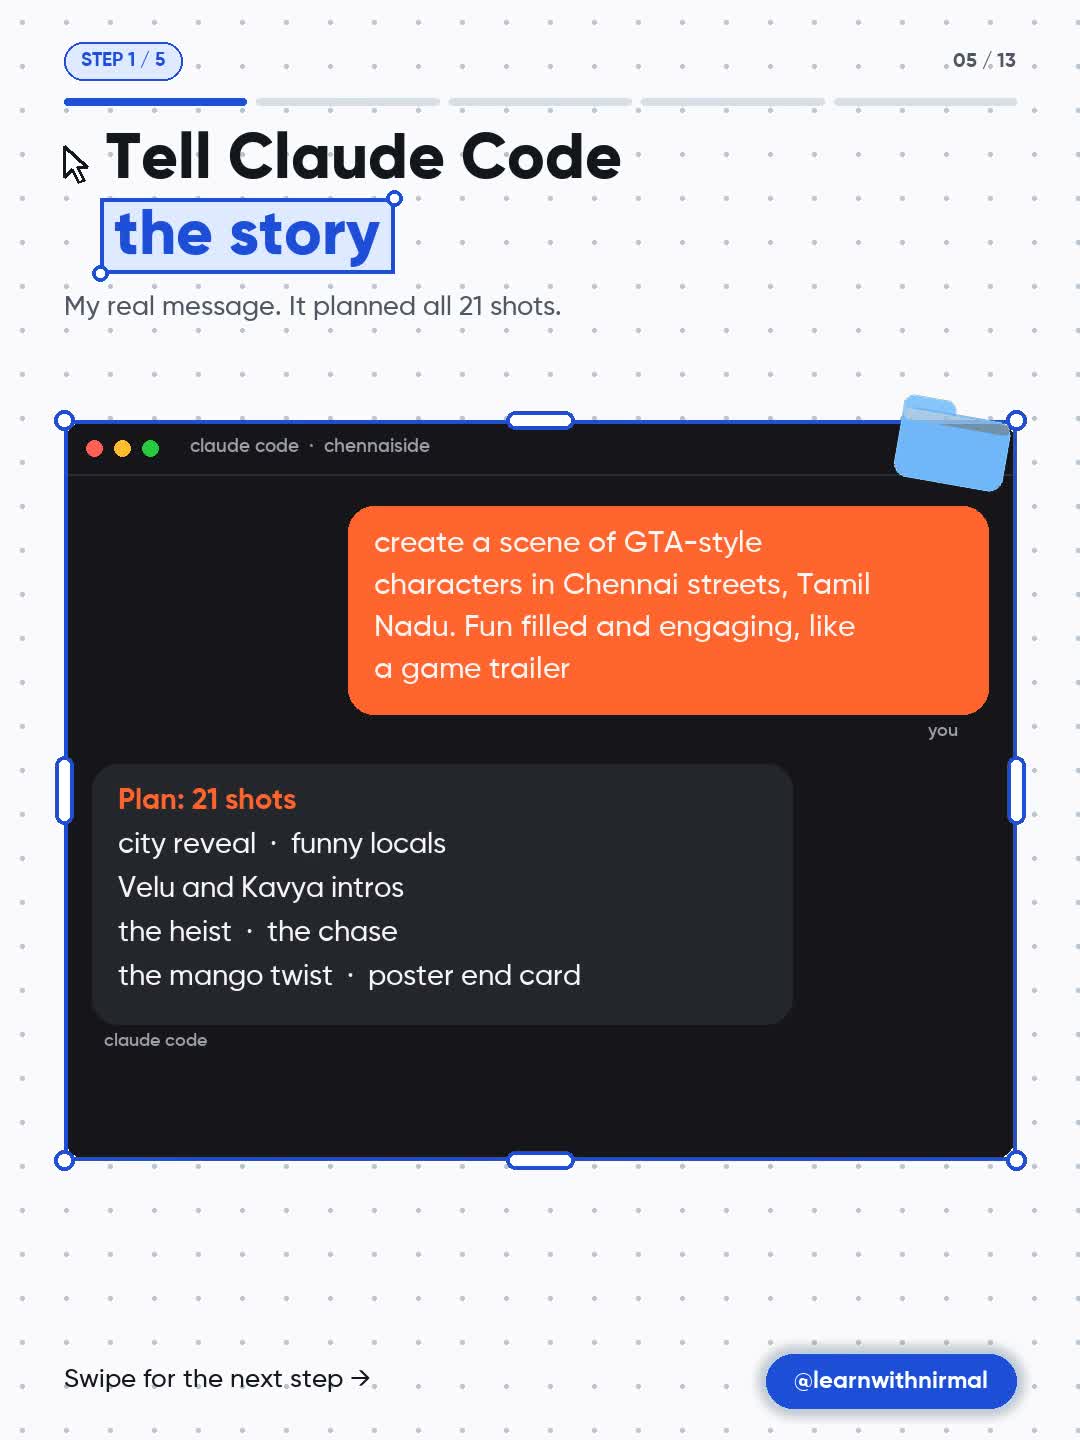 STEP 1 / 5
05 / 13
Tell Claude Code
the story
My real message. It planned all 21 shots.
claude code · chennaiside
create a scene of GTA-style
characters in Chennai streets, Tamil
Nadu. Fun filled and engaging, like
a game trailer
you
Plan: 21 shots
city reveal · funny locals
Velu and Kavya intros
the heist · the chase
the mango twist · poster end card
claude code
Swipe for the next step →
@learnwithnirmal